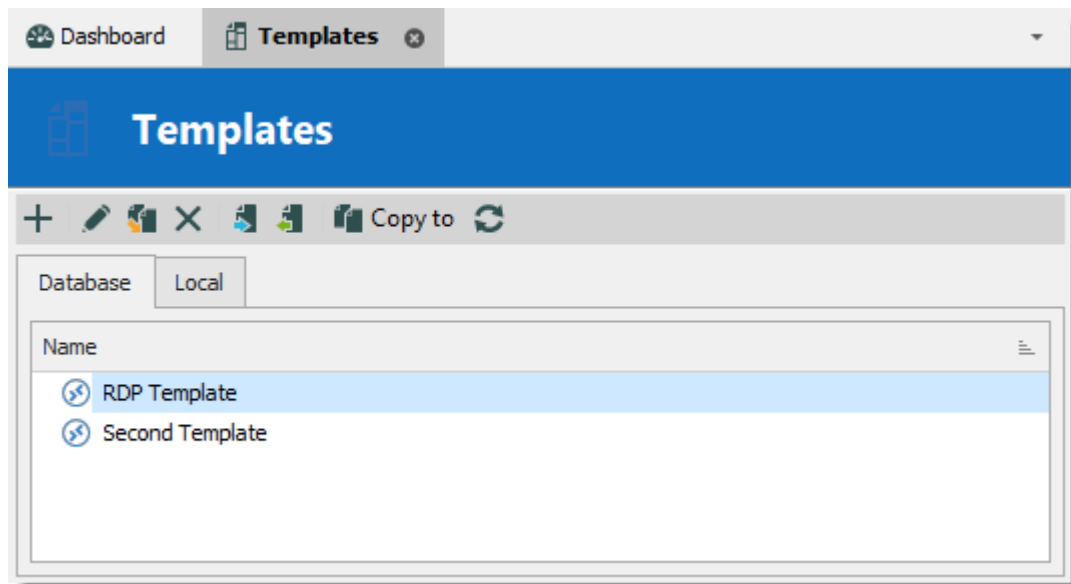 Dashboard Templates
Templates
Copy to
Database Local
Name
RDP Template
Second Template